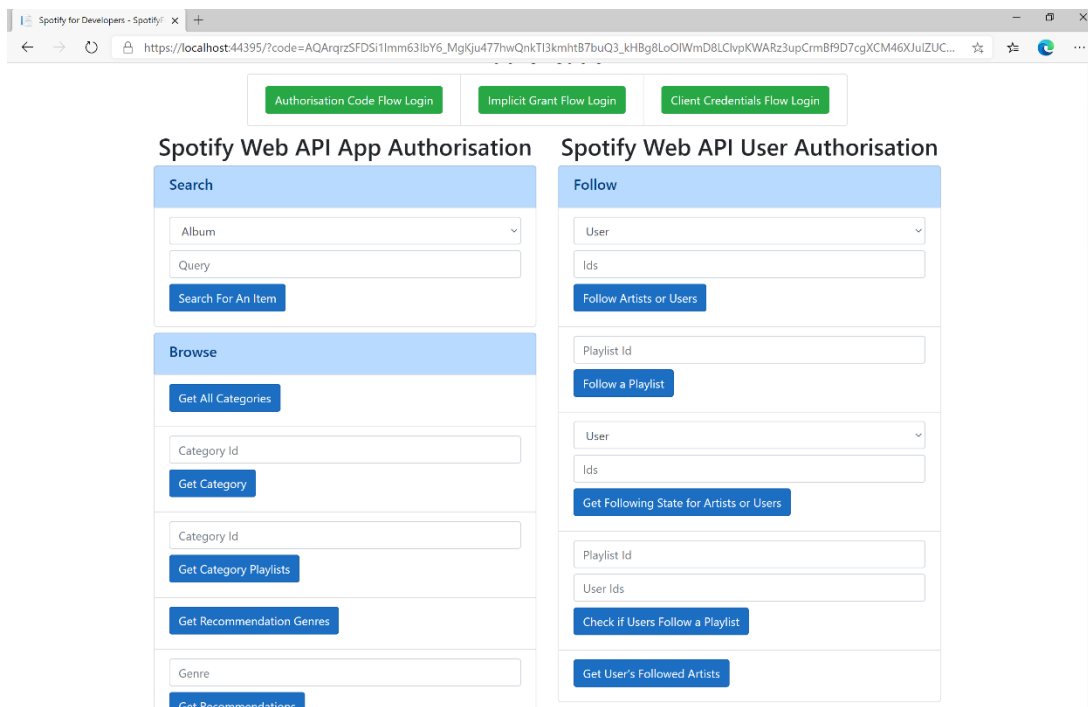 Spotify for Developers - Spotify
https://localhost:44395/?code=AQArqrzSFDSi1Imm63IbY6_MgKju477hwQnkTl3kmhtB7buQ3_kHBg8LoOlWmD8LClvpKWARz3upCrmBf9D7cgXCM46XJulZUC...
Authorisation Code Flow Login
Implicit Grant Flow Login
Client Credentials Flow Login
Spotify Web API App Authorisation
Search
Album
Query
Search For An Item
Browse
Get All Categories
Category Id
Get Category
Category Id
Get Category Playlists
Get Recommendation Genres
Genre
Get Recommendations
Spotify Web API User Authorisation
Follow
User
Ids
Follow Artists or Users
Playlist Id
Follow a Playlist
User
Ids
Get Following State for Artists or Users
Playlist Id
User Ids
Check if Users Follow a Playlist
Get User's Followed Artists